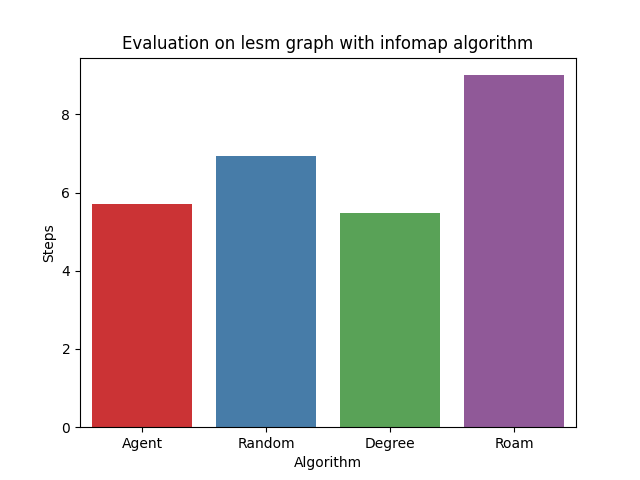 Evaluation on lesm graph with infomap algorithm
8
6
4
2
0
Steps
Agent Random Degree Roam
Algorithm